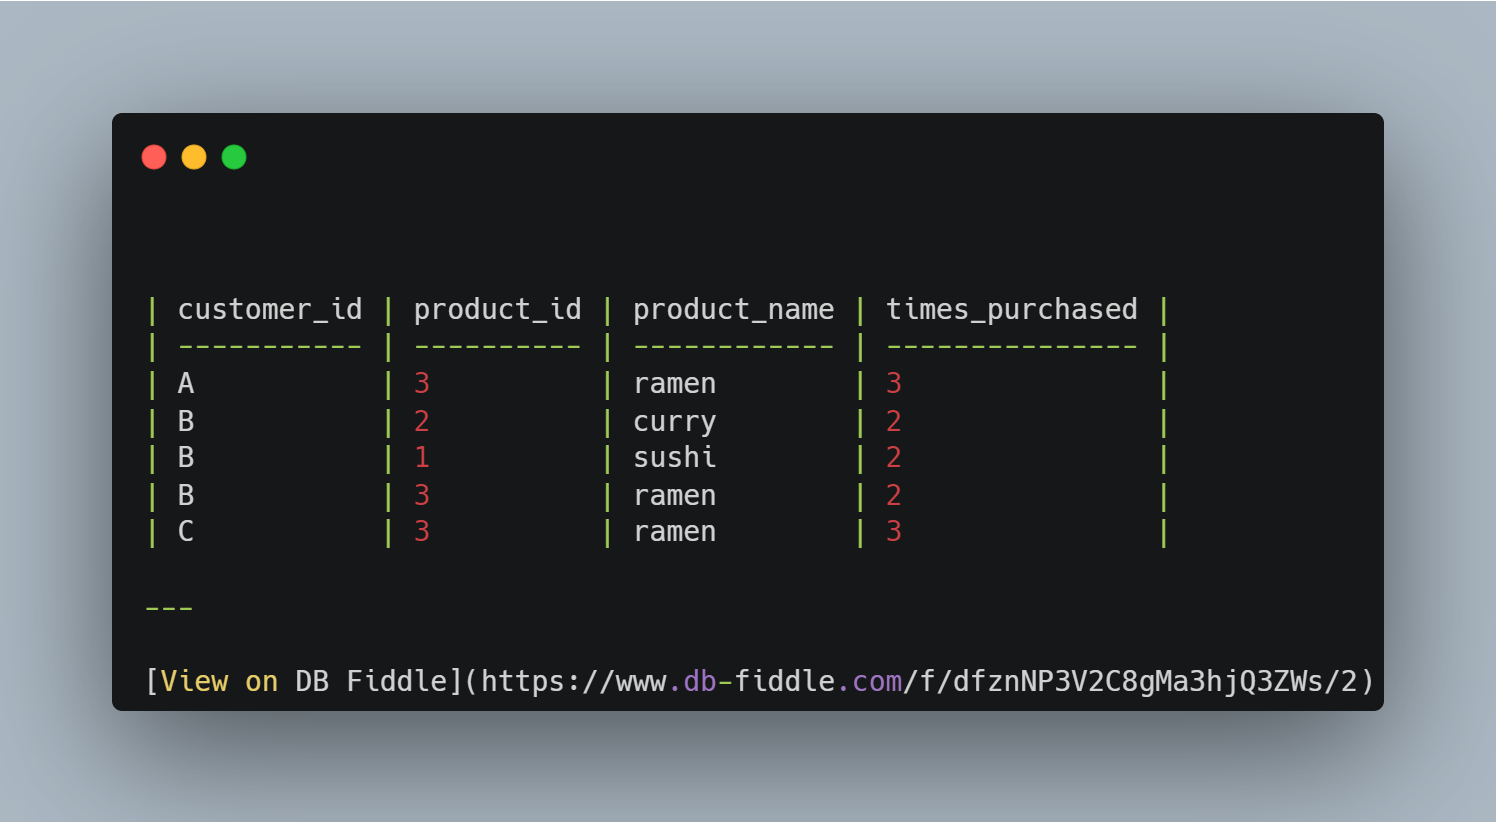 | customer_id | product_id | product_name | times_purchased |
| ----------- | ---------- | ------------ | --------------- |
| A           | 3          | ramen        | 3               |
| B           | 2          | curry        | 2               |
| B           | 1          | sushi        | 2               |
| B           | 3          | ramen        | 2               |
| C           | 3          | ramen        | 3               |
---
[View on DB Fiddle](https://www.db-fiddle.com/f/dfznNP3V2C8gMa3hjQ3ZWs/2)